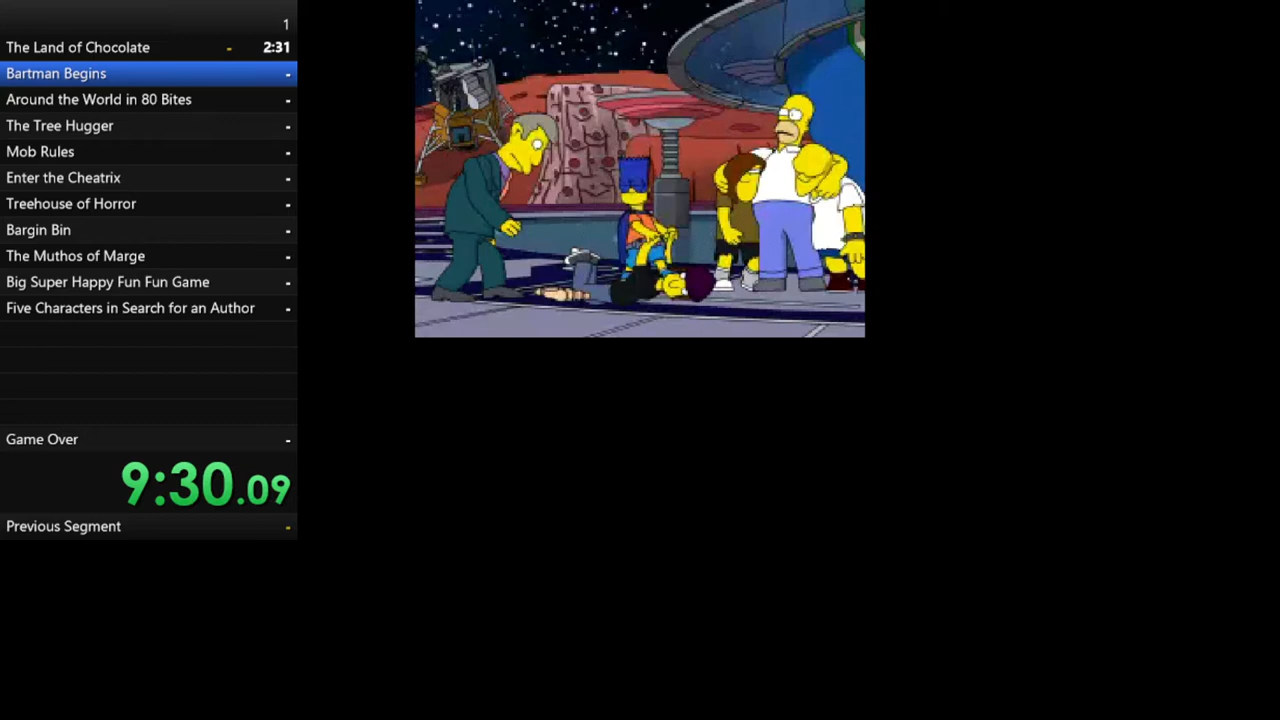 1
The Land of Chocolate - 2:31
Bartman Begins -
Around the World in 80 Bites -
The Tree Hugger -
Mob Rules -
Enter the Cheatrix -
Treehouse of Horror -
Bargin Bin -
The Muthos of Marge -
Big Super Happy Fun Fun Game -
Five Characters in Search for an Author -
Game Over -
9:30.09
Previous Segment -